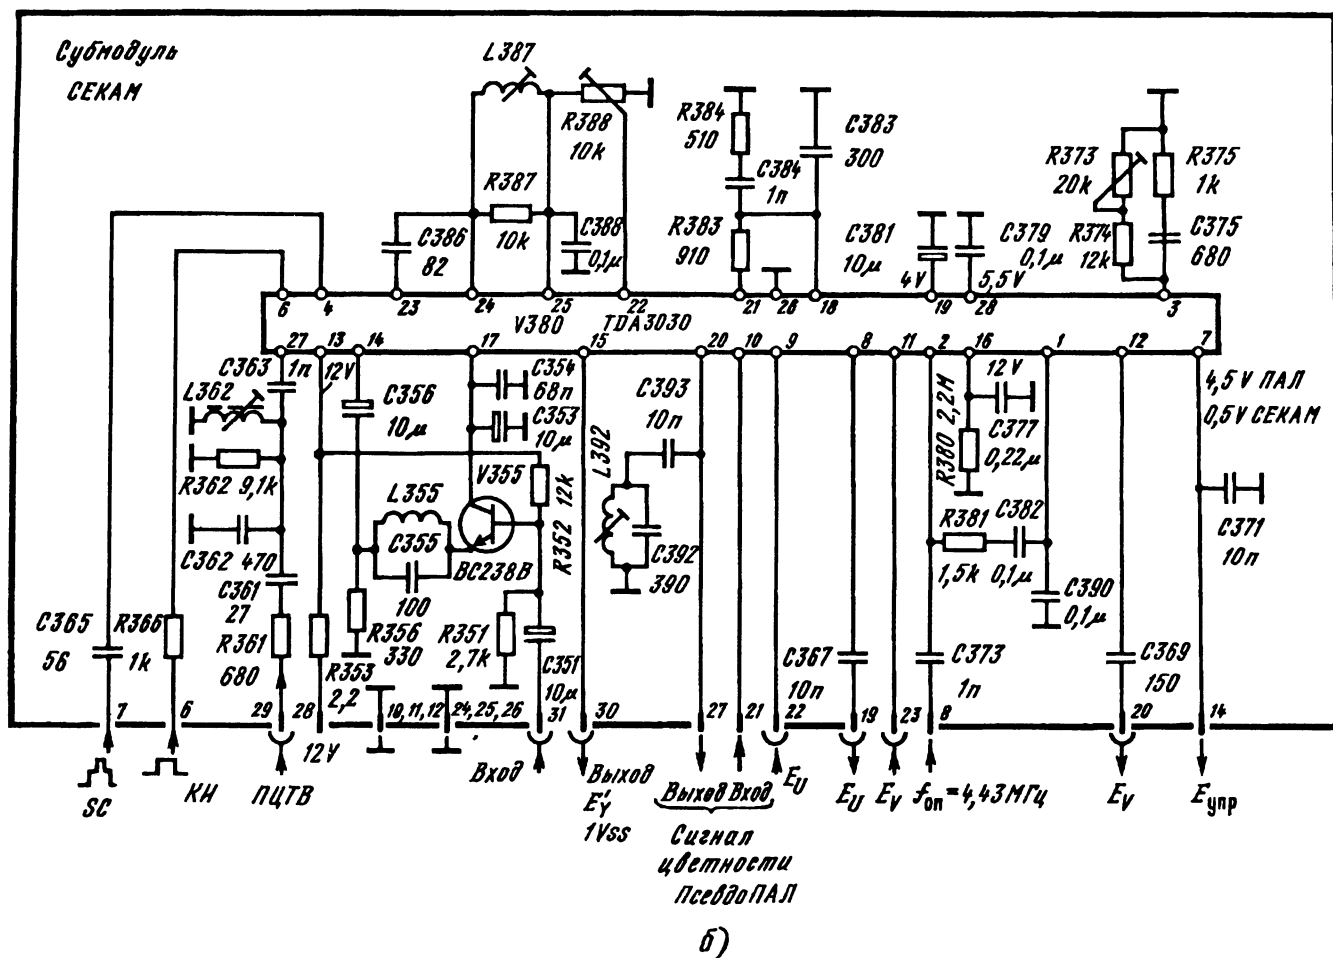 Субмодуль
СЕКАМ
L387
R388
10k
R387
10k
C386
82
C388
0,1μ
R384
510
C384
1п
R383
910
C383
300
C381
10μ
4V
C379
0,1μ
5,5V
R373
20k
R374
12k
R375
1k
C375
680
6
4
23
24
25
22
21
26
18
19
28
3
V380
TDA3030
27
13
14
17
15
20
10
9
8
11
2
16
1
12
7
C363
1п
12V
L362
R362 9,1k
C362 470
C361
27
R361
680
C365
56
R366
1k
R353
2,2
C356
10μ
L355
C355
100
R356
330
V355
BC238B
C354
68п
C353
10μ
R352 12k
R351
2,7k
C351
10μ
L392
C393
10п
C392
390
C367
10п
R380 2,2M
12V
C377
0,22μ
R381
1,5k
C382
0,1μ
C390
0,1μ
C373
1п
C369
150
4,5V ПАЛ
0,5V СЕКАМ
C371
10п
7
6
29
28
10,11,12
24,25,26
31
30
27
21
22
19
23
8
20
14
SC
КИ
ПЦТВ
12V
Вход
Выход
E'Y
1Vss
Выход Вход
Сигнал
цветности
ПсевдоПАЛ
EU
EU
EV
fоп=4,43МГц
EV
Eупр
б)